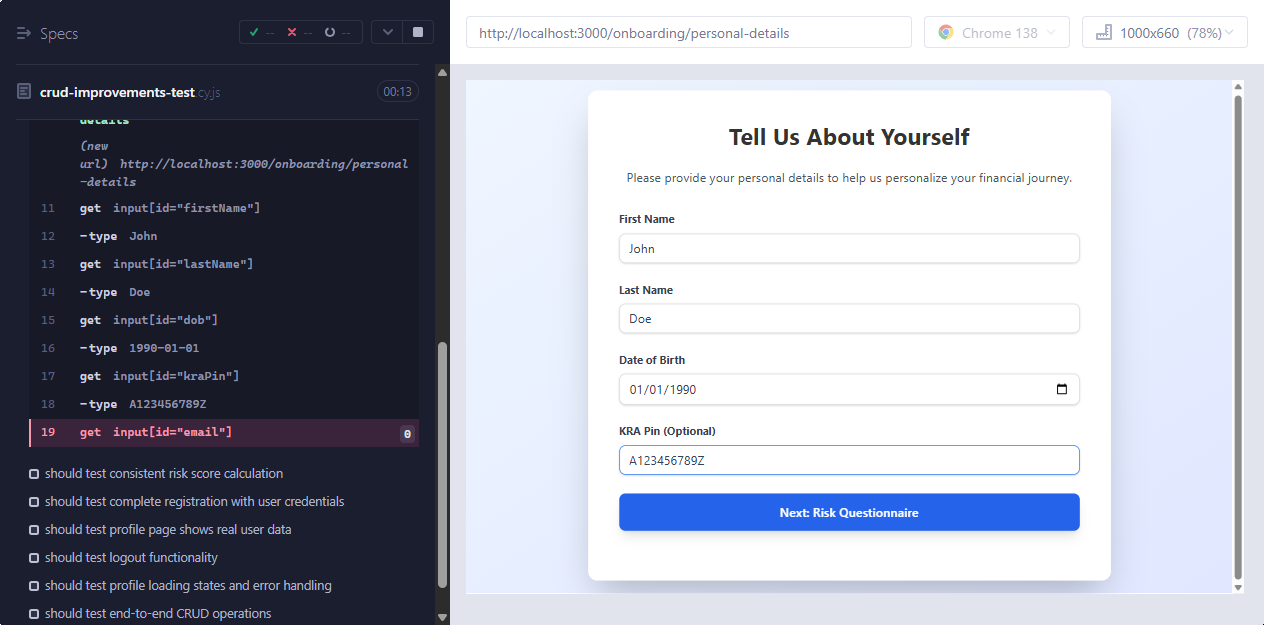 Specs
-- -- --
crud-improvements-test.cy.js
00:13
details
(new
url) http://localhost:3000/onboarding/personal
-details
11 get input[id="firstName"]
12 -type John
13 get input[id="lastName"]
14 -type Doe
15 get input[id="dob"]
16 -type 1990-01-01
17 get input[id="kraPin"]
18 -type A123456789Z
19 get input[id="email"] 0
should test consistent risk score calculation
should test complete registration with user credentials
should test profile page shows real user data
should test logout functionality
should test profile loading states and error handling
should test end-to-end CRUD operations
http://localhost:3000/onboarding/personal-details
Chrome 138
1000x660 (78%)
Tell Us About Yourself
Please provide your personal details to help us personalize your financial journey.
First Name
John
Last Name
Doe
Date of Birth
01/01/1990
KRA Pin (Optional)
A123456789Z
Next: Risk Questionnaire